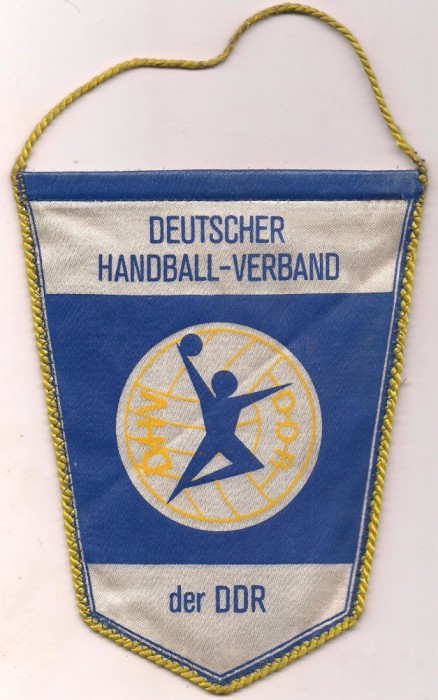 DEUTSCHER
HANDBALL-VERBAND
DHV
DDR
der DDR